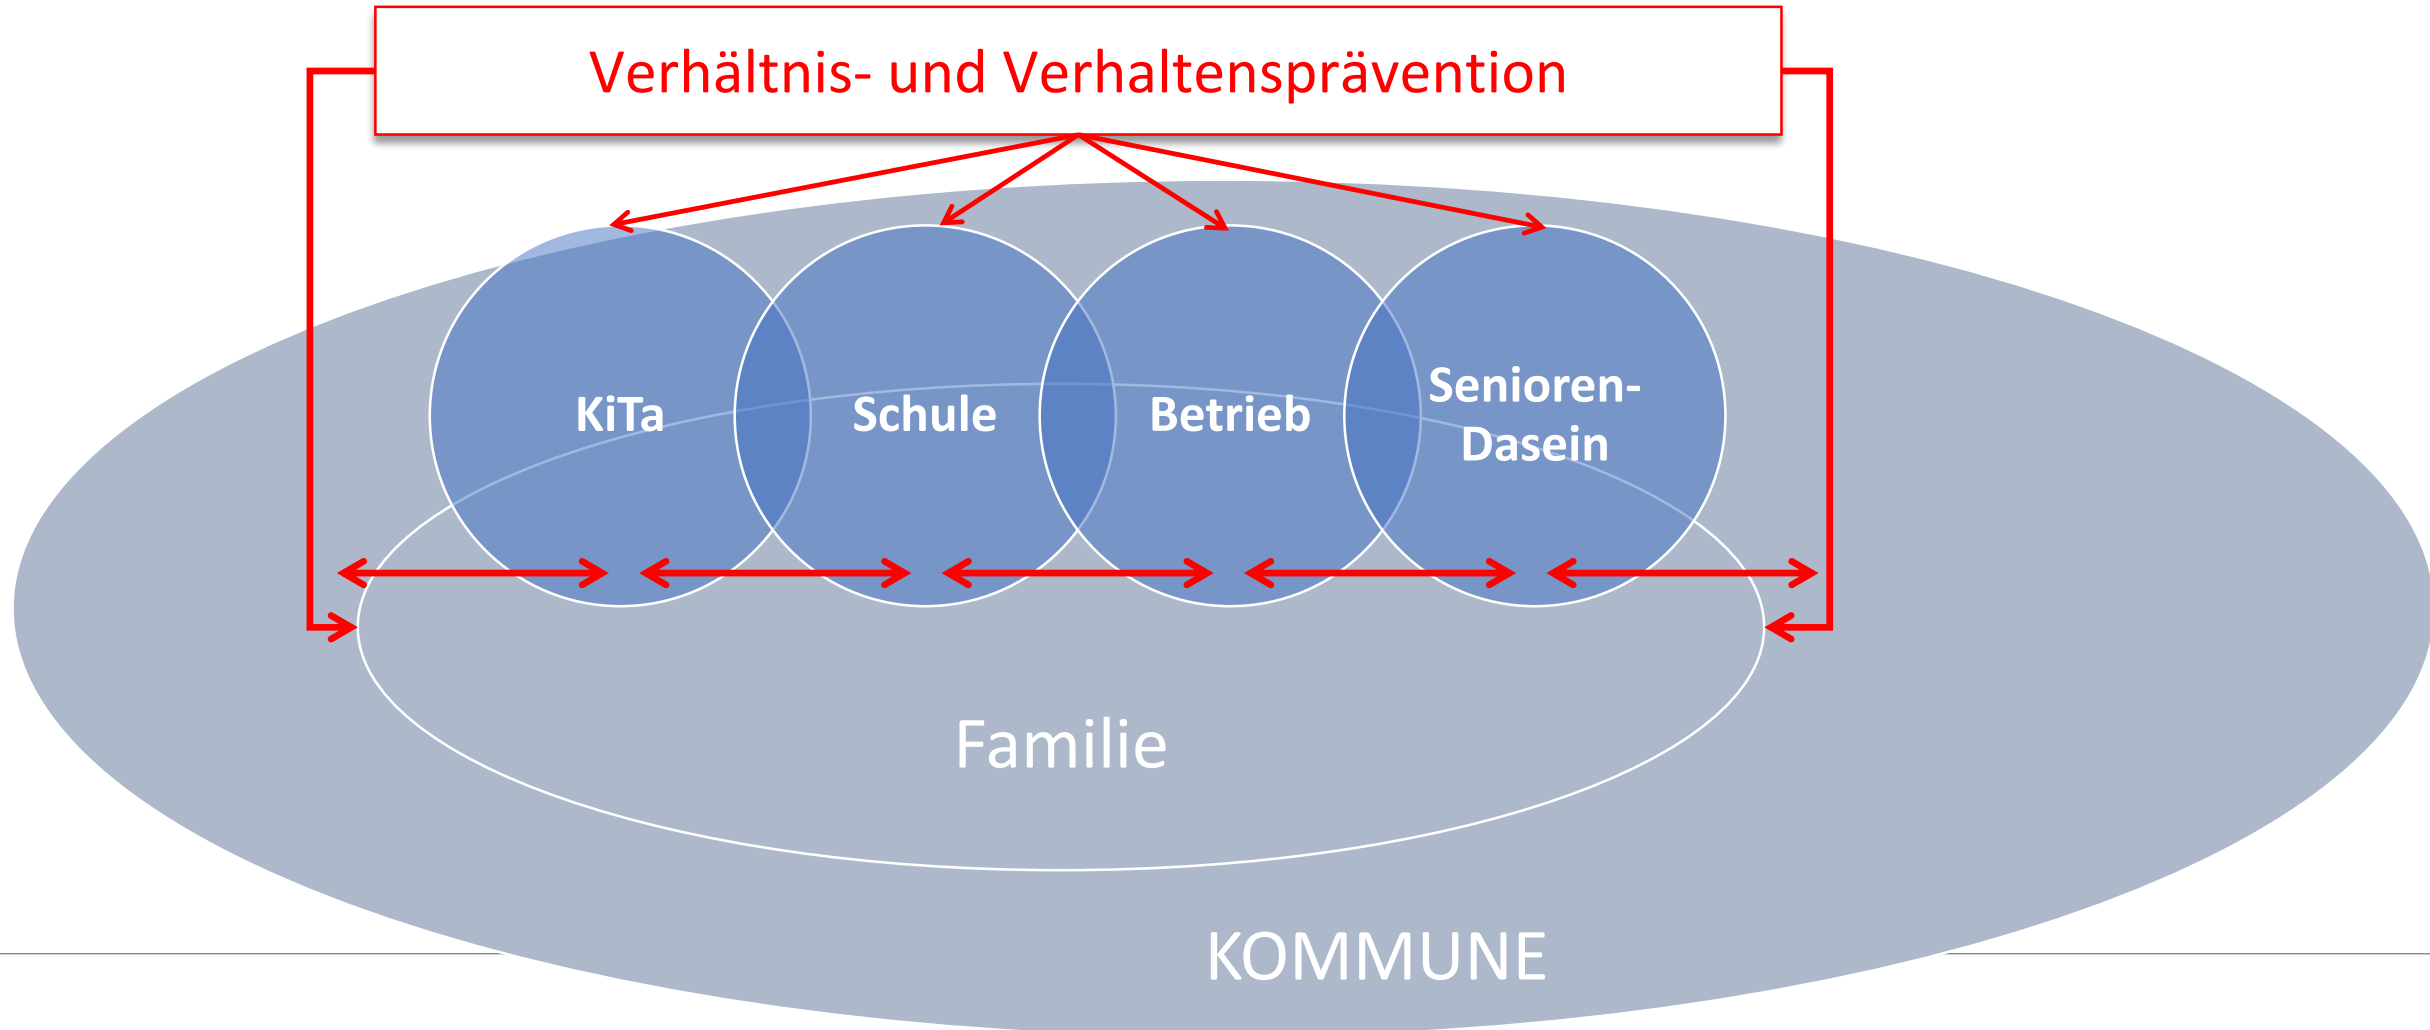 Verhältnis- und Verhaltensprävention
KiTa
Schule
Betrieb
Senioren-
Dasein
Familie
KOMMUNE